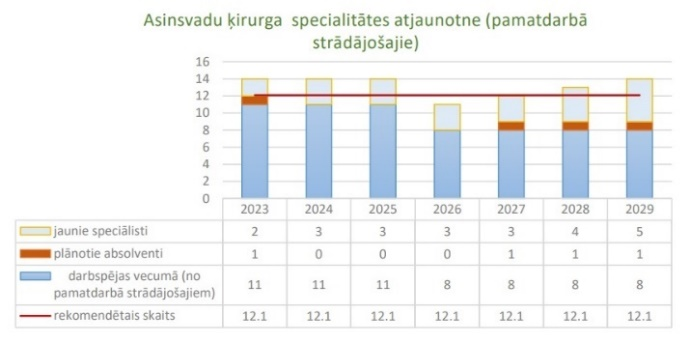 Asinsvadu ķirurga specialitātes atjaunotne (pamatdarbā
strādājošajie)
16
14
12
10
8
6
4
2
0
2023 2024 2025 2026 2027 2028 2029
jaunie speciālisti 2 3 3 3 3 4 5
plānotie absolventi 1 0 0 0 1 1 1
darbspējas vecumā (no
pamatdarbā strādājošajiem) 11 11 11 8 8 8 8
rekomendētais skaits 12.1 12.1 12.1 12.1 12.1 12.1 12.1